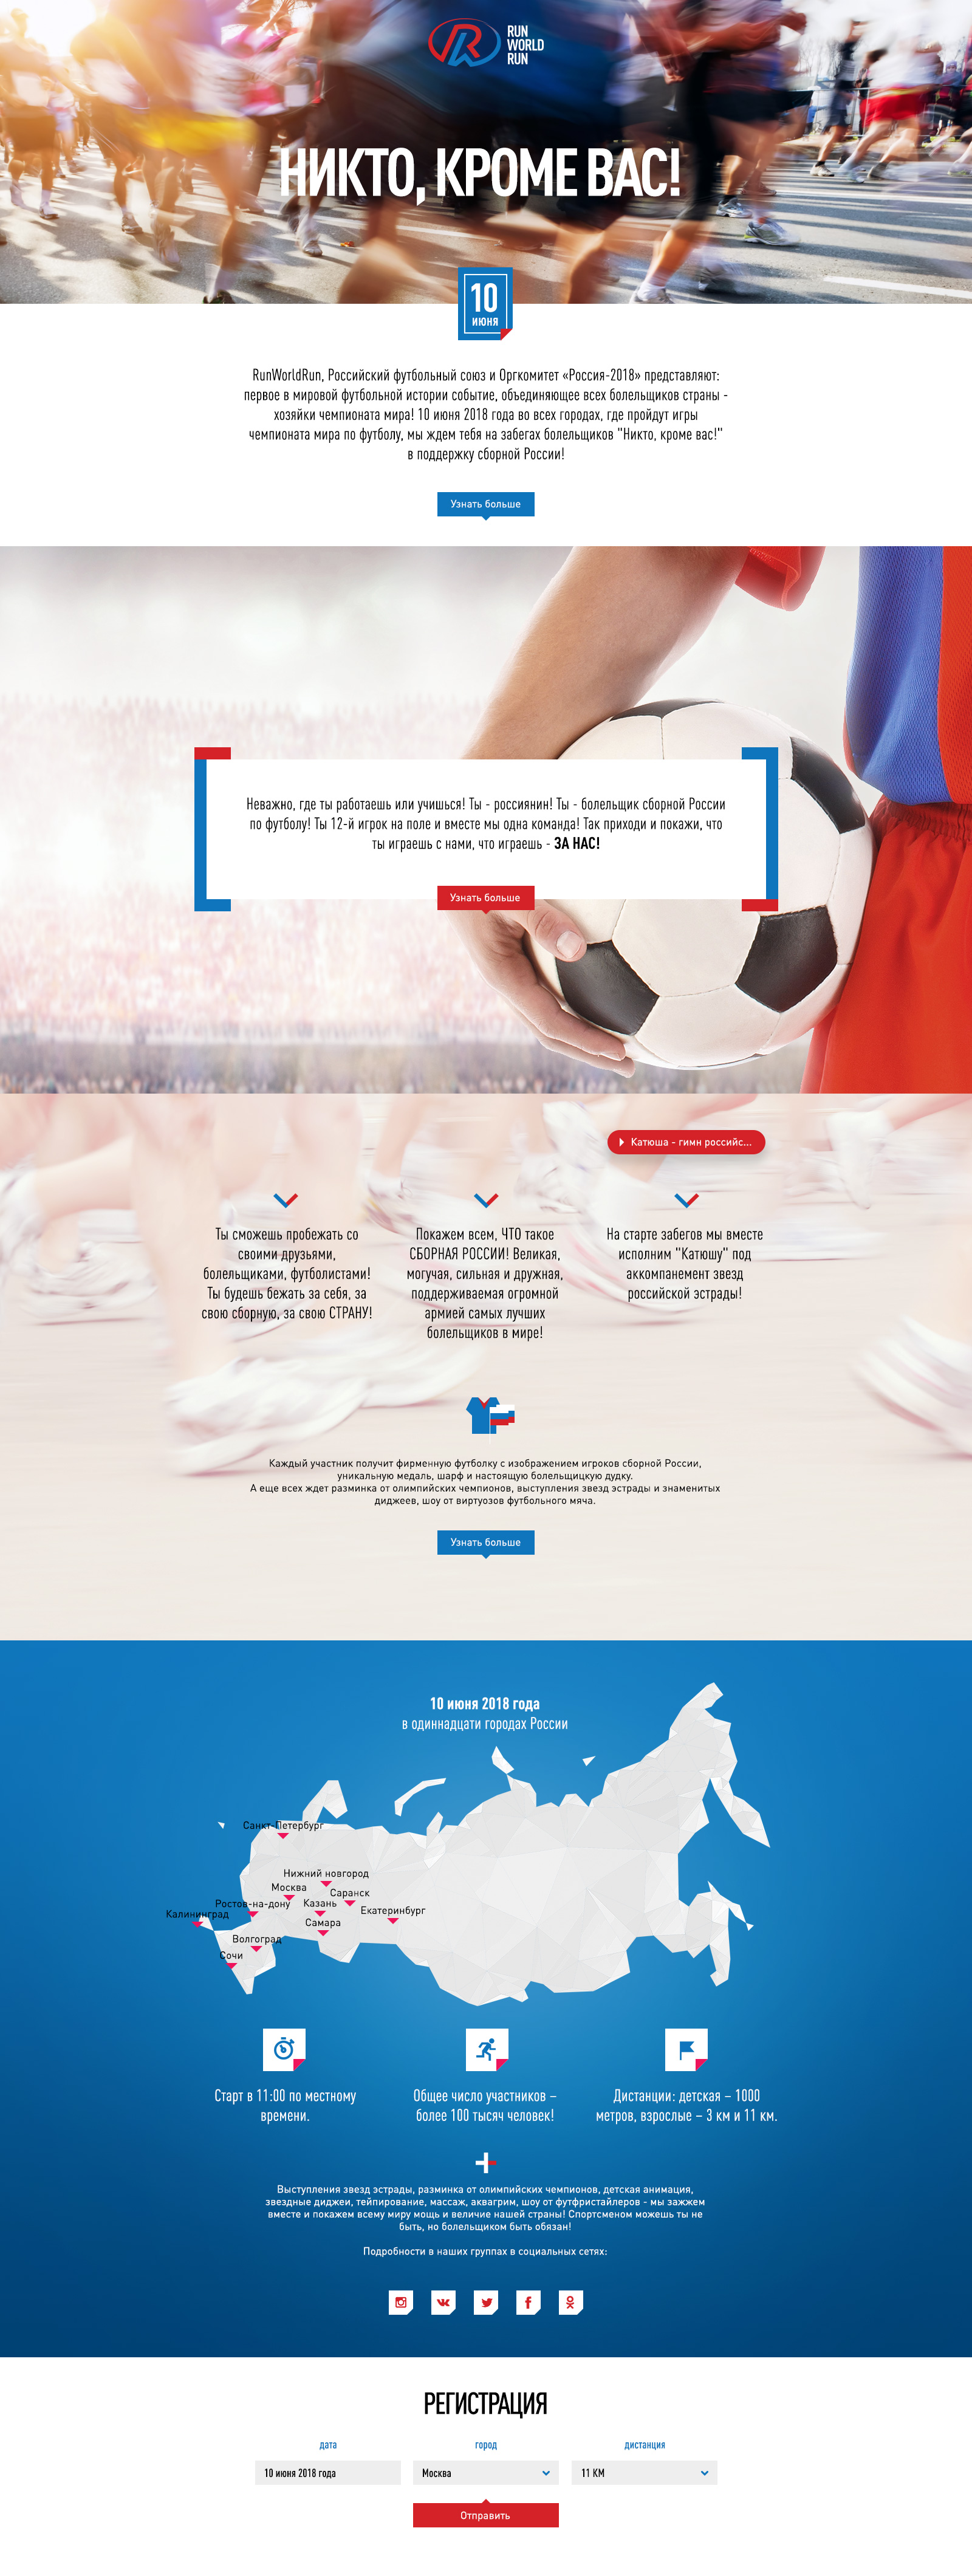 RUN
WORLD
RUN
НИКТО, КРОМЕ ВАС!
10
ИЮНЯ
RunWorldRun, Российский футбольный союз и Оргкомитет «Россия-2018» представляют:
первое в мировой футбольной истории событие, объединяющее всех болельщиков страны -
хозяйки чемпионата мира! 10 июня 2018 года во всех городах, где пройдут игры
чемпионата мира по футболу, мы ждем тебя на забегах болельщиков "Никто, кроме вас!"
в поддержку сборной России!
Узнать больше
Неважно, где ты работаешь или учишься! Ты - россиянин! Ты - болельщик сборной России
по футболу! Ты 12-й игрок на поле и вместе мы одна команда! Так приходи и покажи, что
ты играешь с нами, что играешь - ЗА НАС!
Узнать больше
Катюша - гимн российс...
Ты сможешь пробежать со
своими друзьями,
болельщиками, футболистами!
Ты будешь бежать за себя, за
свою сборную, за свою СТРАНУ!
Покажем всем, ЧТО такое
СБОРНАЯ РОССИИ! Великая,
могучая, сильная и дружная,
поддерживаемая огромной
армией самых лучших
болельщиков в мире!
На старте забегов мы вместе
исполним "Катюшу" под
аккомпанемент звезд
российской эстрады!
Каждый участник получит фирменную футболку с изображением игроков сборной России,
уникальную медаль, шарф и настоящую болельщицкую дудку.
А еще всех ждет разминка от олимпийских чемпионов, выступления звезд эстрады и знаменитых
диджеев, шоу от виртуозов футбольного мяча.
Узнать больше
10 июня 2018 года
в одиннадцати городах России
Санкт-Петербург
Нижний новгород
Москва
Саранск
Ростов-на-дону
Казань
Калининград
Екатеринбург
Самара
Волгоград
Сочи
Старт в 11:00 по местному
времени.
Общее число участников –
более 100 тысяч человек!
Дистанции: детская – 1000
метров, взрослые – 3 км и 11 км.
Выступления звезд эстрады, разминка от олимпийских чемпионов, детская анимация,
звездные диджеи, тейпирование, массаж, аквагрим, шоу от футфристайлеров - мы зажжем
вместе и покажем всему миру мощь и величие нашей страны! Спортсменом можешь ты не
быть, но болельщиком быть обязан!
Подробности в наших группах в социальных сетях:
РЕГИСТРАЦИЯ
дата
город
дистанция
10 июня 2018 года
Москва
11 КМ
Отправить